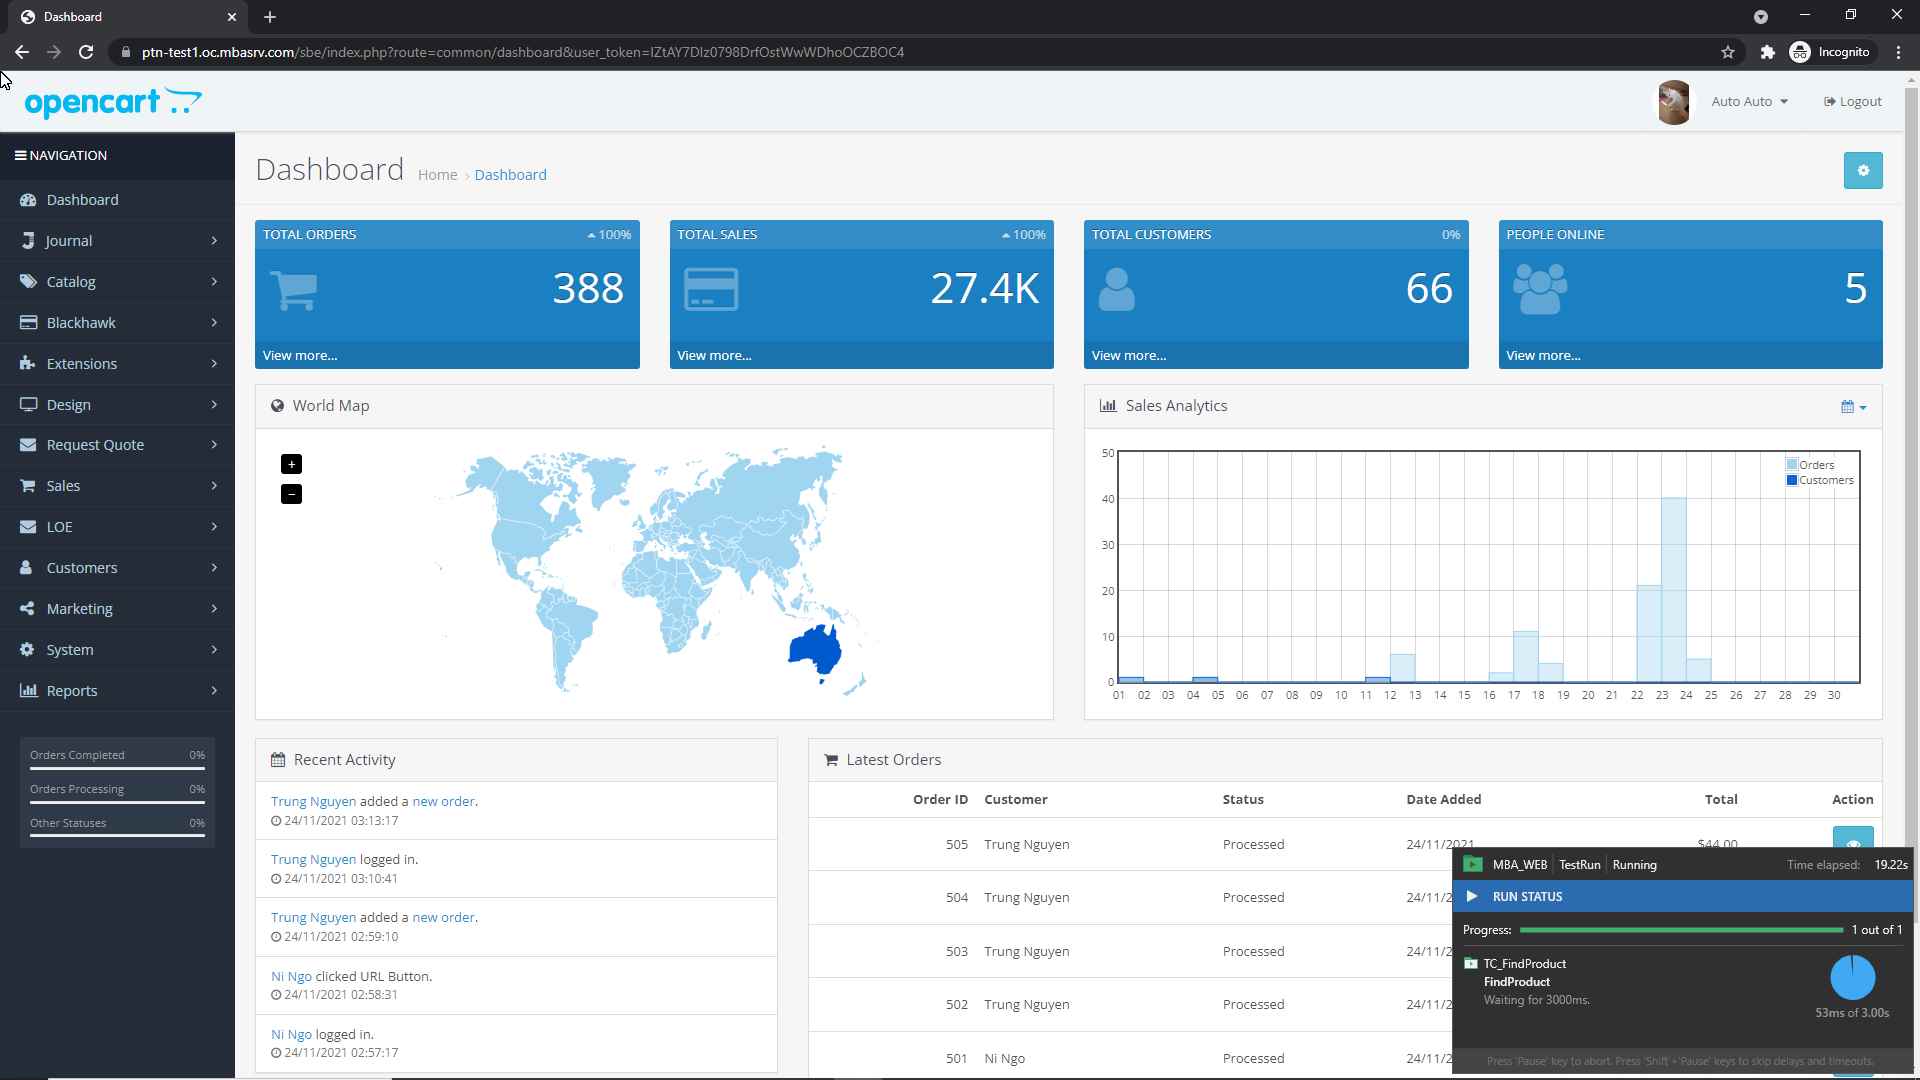 Dashboard
ptn-test1.oc.mbasrv.com/sbe/index.php?route=common/dashboard&user_token=IZtAY7DIz0798DrfOstWwWDhoOCZBOC4
Incognito
opencart
Auto Auto
Logout
NAVIGATION
Dashboard
Journal
Catalog
Blackhawk
Extensions
Design
Request Quote
Sales
LOE
Customers
Marketing
System
Reports
Orders Completed 0%
Orders Processing 0%
Other Statuses 0%
Dashboard Home › Dashboard
TOTAL ORDERS 100%
388
View more...
TOTAL SALES 100%
27.4K
View more...
TOTAL CUSTOMERS 0%
66
View more...
PEOPLE ONLINE
5
View more...
World Map
+
−
Sales Analytics
Orders
Customers
50
40
30
20
10
0
01 02 03 04 05 06 07 08 09 10 11 12 13 14 15 16 17 18 19 20 21 22 23 24 25 26 27 28 29 30
Recent Activity
Trung Nguyen added a new order.
24/11/2021 03:13:17
Trung Nguyen logged in.
24/11/2021 03:10:41
Trung Nguyen added a new order.
24/11/2021 02:59:10
Ni Ngo clicked URL Button.
24/11/2021 02:58:31
Ni Ngo logged in.
24/11/2021 02:57:17
Latest Orders
Order ID Customer Status Date Added Total Action
505 Trung Nguyen Processed 24/11/2021 $44.00
504 Trung Nguyen Processed 24/11/2
503 Trung Nguyen Processed 24/11/2
502 Trung Nguyen Processed 24/11/2
501 Ni Ngo Processed 24/11/2
MBA_WEB TestRun Running Time elapsed: 19.22s
RUN STATUS
Progress: 1 out of 1
TC_FindProduct
FindProduct
Waiting for 3000ms.
53ms of 3.00s
Press 'Pause' key to abort. Press 'Shift'+'Pause' keys to skip delays and timeouts.